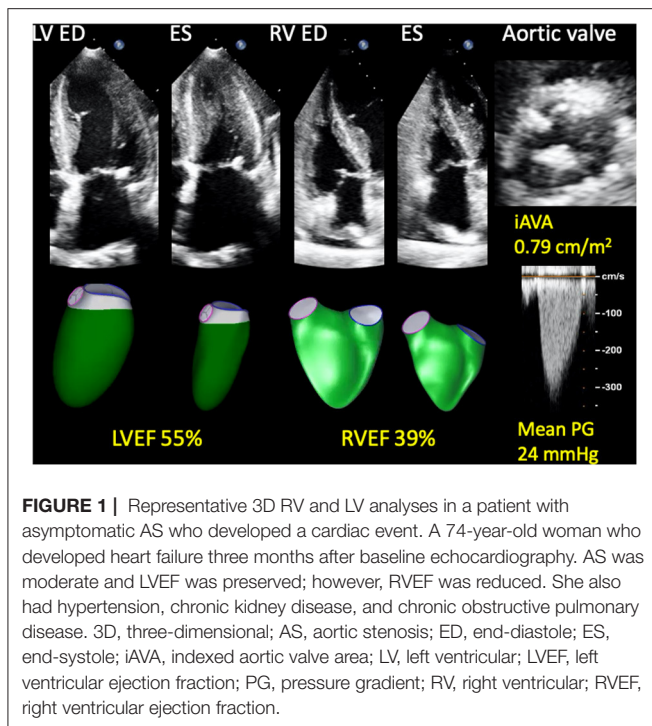 LV ED
ES
RV ED
ES
Aortic valve
iAVA
0.79 cm/m²
cm/s
-100
-200
-300
LVEF 55%
RVEF 39%
Mean PG
24 mmHg
FIGURE 1 | Representative 3D RV and LV analyses in a patient with
asymptomatic AS who developed a cardiac event. A 74-year-old woman who
developed heart failure three months after baseline echocardiography. AS was
moderate and LVEF was preserved; however, RVEF was reduced. She also
had hypertension, chronic kidney disease, and chronic obstructive pulmonary
disease. 3D, three-dimensional; AS, aortic stenosis; ED, end-diastole; ES,
end-systole; iAVA, indexed aortic valve area; LV, left ventricular; LVEF, left
ventricular ejection fraction; PG, pressure gradient; RV, right ventricular; RVEF,
right ventricular ejection fraction.